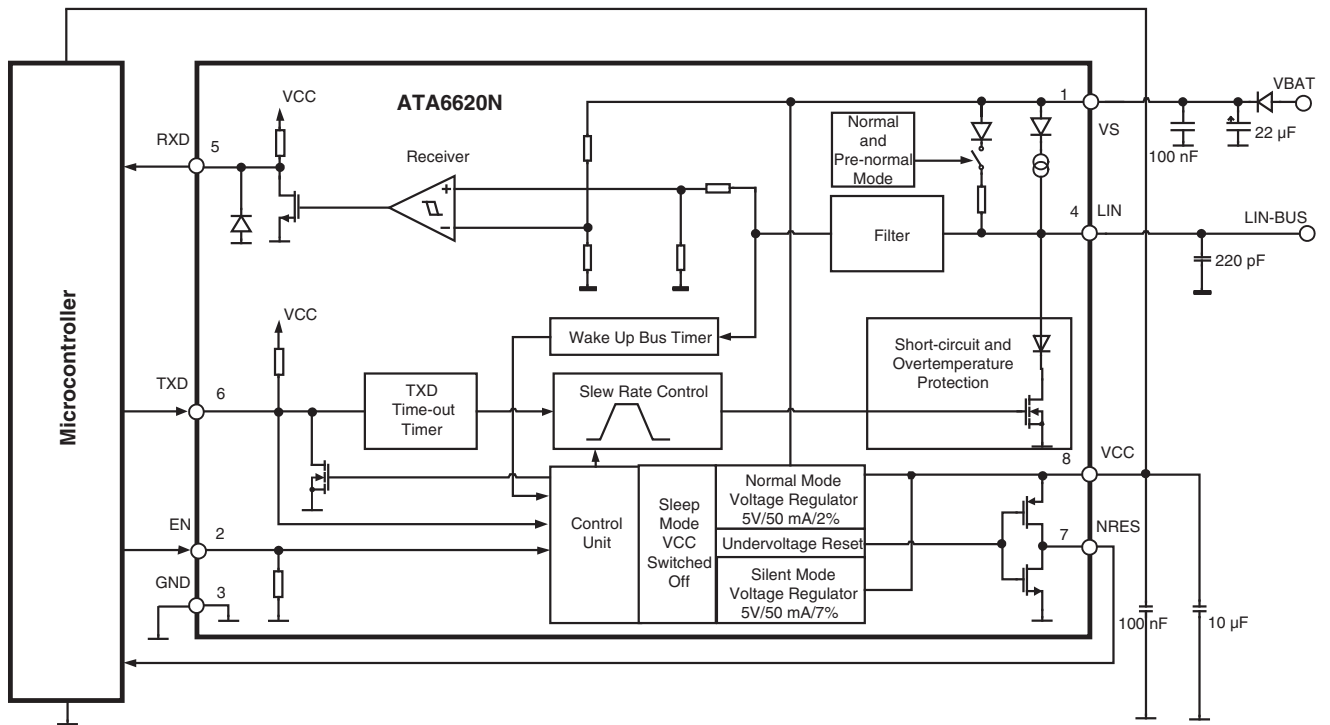 VBAT
ATA6620N
1
VS
VCC
RXD
5
Receiver
+
−
Normal
and
Pre-normal
Mode
100 nF
22 µF
4
LIN
LIN-BUS
Filter
220 pF
Microcontroller
VCC
Wake Up Bus Timer
Short-circuit and
Overtemperature
Protection
TXD
6
TXD
Time-out
Timer
Slew Rate Control
8
VCC
Control
Unit
Sleep
Mode
VCC
Switched
Off
Normal Mode
Voltage Regulator
5V/50 mA/2%
Undervoltage Reset
Silent Mode
Voltage Regulator
5V/50 mA/7%
EN
2
7
NRES
GND
3
100 nF
10 µF